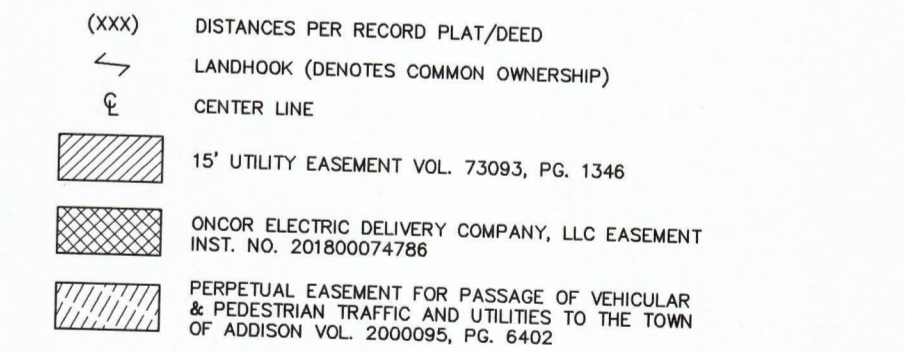 (XXX) DISTANCES PER RECORD PLAT/DEED
LANDHOOK (DENOTES COMMON OWNERSHIP)
℄ CENTER LINE
15' UTILITY EASEMENT VOL. 73093, PG. 1346
ONCOR ELECTRIC DELIVERY COMPANY, LLC EASEMENT
INST. NO. 201800074786
PERPETUAL EASEMENT FOR PASSAGE OF VEHICULAR
& PEDESTRIAN TRAFFIC AND UTILITIES TO THE TOWN
OF ADDISON VOL. 2000095, PG. 6402